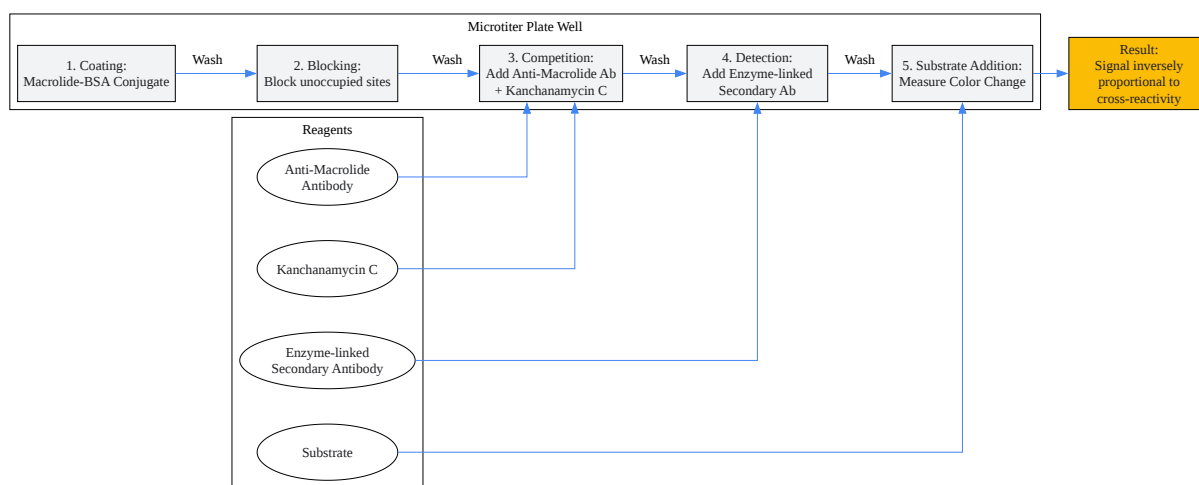 Microtiter Plate Well
1. Coating:
Macrolide-BSA Conjugate
Wash
2. Blocking:
Block unoccupied sites
Wash
3. Competition:
Add Anti-Macrolide Ab
+ Kanchanamycin C
Wash
4. Detection:
Add Enzyme-linked
Secondary Ab
Wash
5. Substrate Addition:
Measure Color Change
Result:
Signal inversely
proportional to
cross-reactivity
Reagents
Anti-Macrolide
Antibody
Kanchanamycin C
Enzyme-linked
Secondary Antibody
Substrate